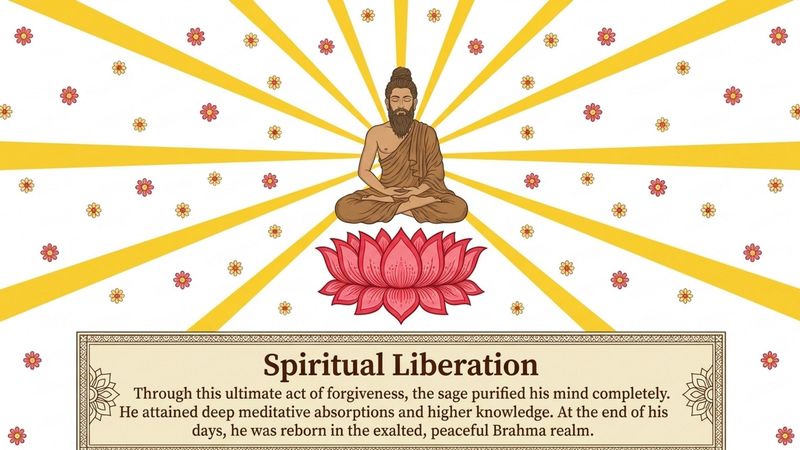 Spiritual Liberation
Through this ultimate act of forgiveness, the sage purified his mind completely.
He attained deep meditative absorptions and higher knowledge. At the end of his
days, he was reborn in the exalted, peaceful Brahma realm.